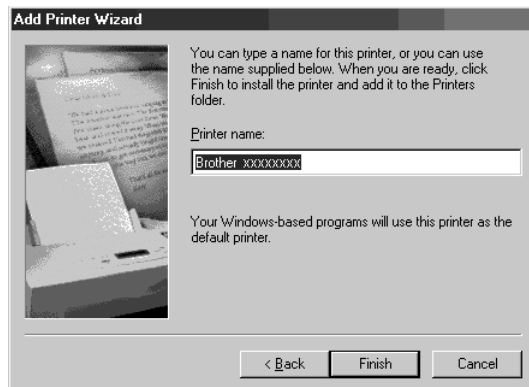 Add Printer Wizard
You can type a name for this printer, or you can use
the name supplied below. When you are ready, click
Finish to install the printer and add it to the Printers
folder.
Printer name:
Brother xxxxxxxx
Your Windows-based programs will use this printer as the
default printer.
< Back
Finish
Cancel